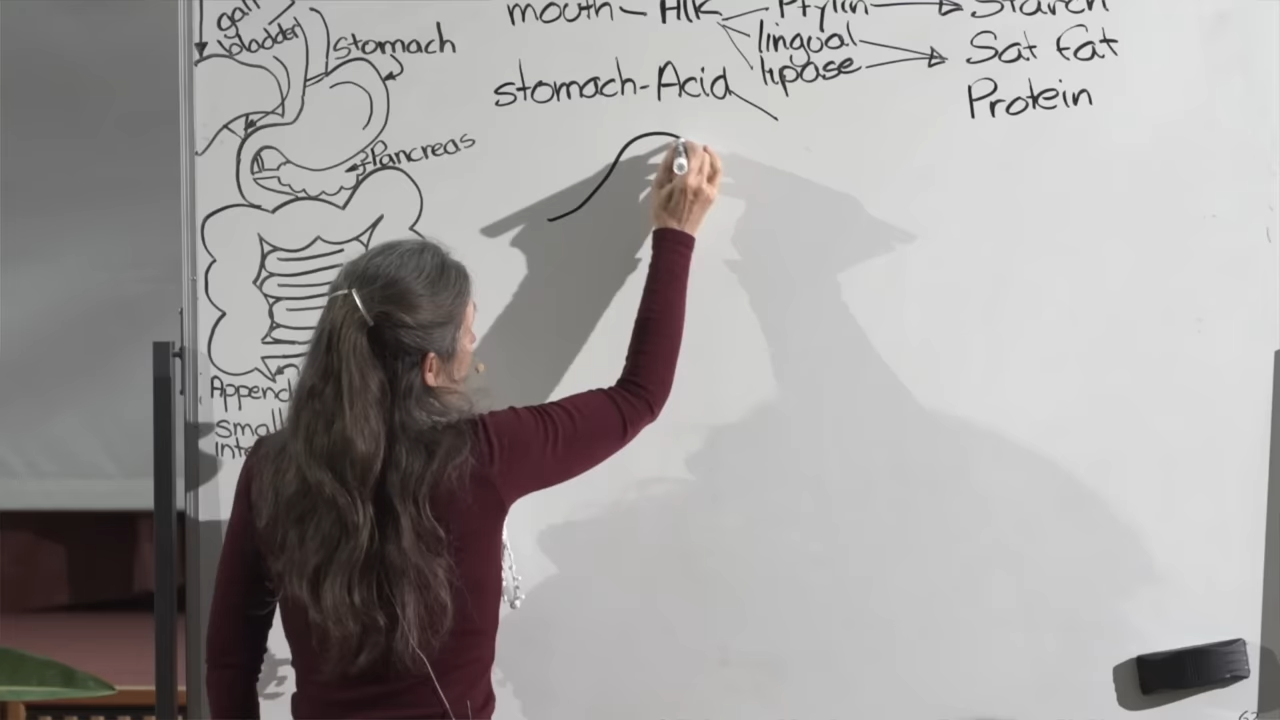 gall
bladder
stomach
Pancreas
Append
small
inte
mouth - Alk - Ptylin Starch
lingual Sat fat
lipase
stomach-Acid Protein